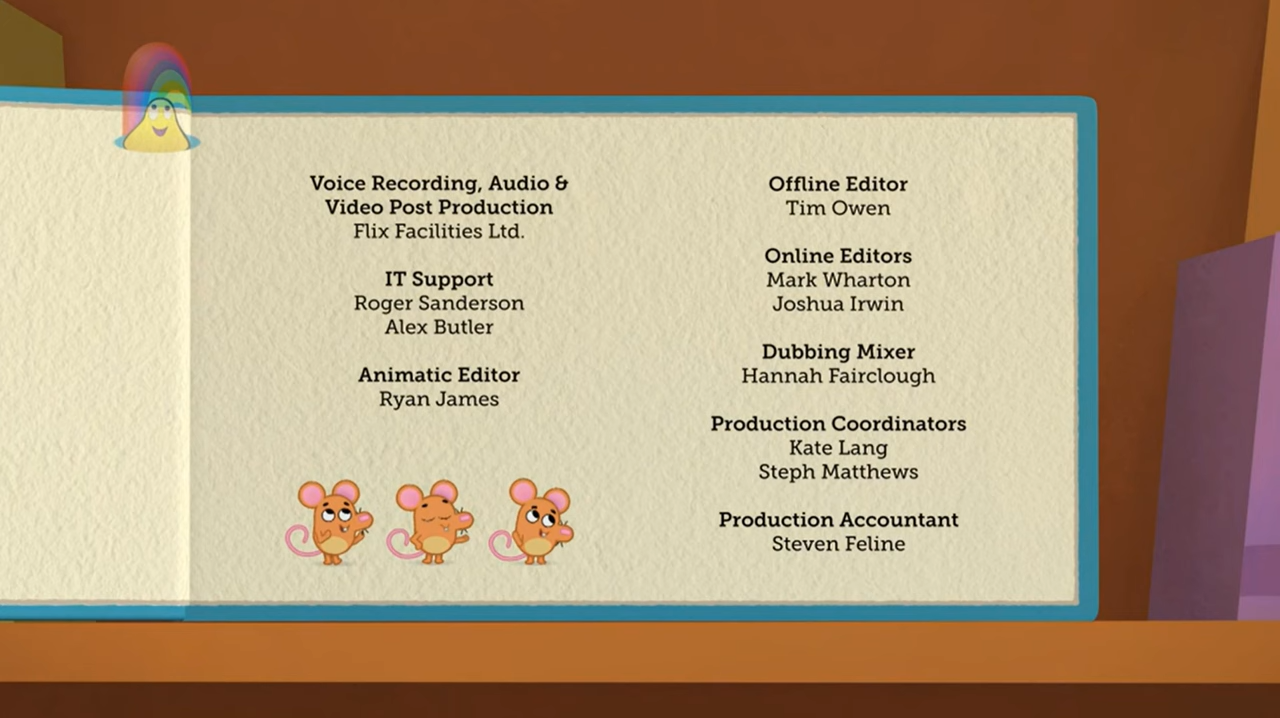 Voice Recording, Audio &
Video Post Production
Flix Facilities Ltd.
IT Support
Roger Sanderson
Alex Butler
Animatic Editor
Ryan James
Offline Editor
Tim Owen
Online Editors
Mark Wharton
Joshua Irwin
Dubbing Mixer
Hannah Fairclough
Production Coordinators
Kate Lang
Steph Matthews
Production Accountant
Steven Feline